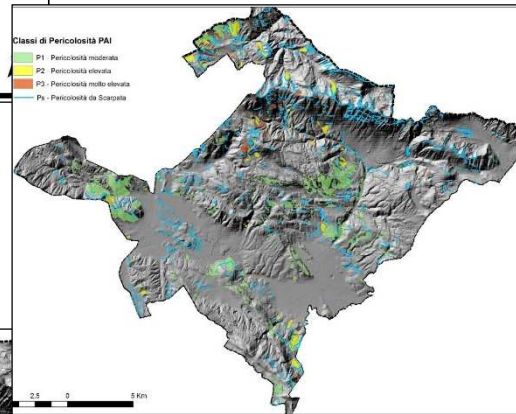 Classi di Pericolosità PAI
P1 - Pericolosità moderata
P2 - Pericolosità elevata
P3 - Pericolosità molto elevata
Ps - Pericolosità da Scarpata
2.5 0 5 Km